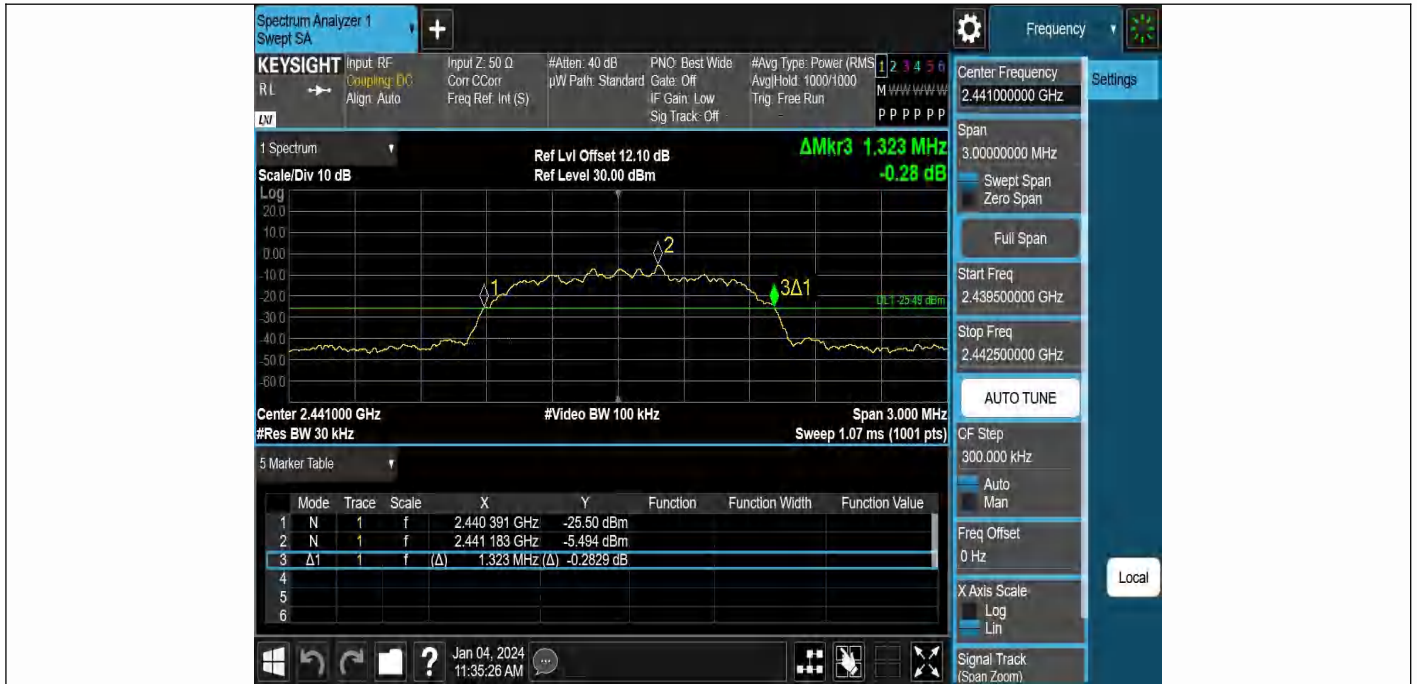 Spectrum Analyzer 1
Swept SA
+
Frequency
KEYSIGHT
RL
LXI
Input: RF
Coupling: DC
Align: Auto
Input Z: 50 Ω
Corr CCorr
Freq Ref: Int (S)
#Atten: 40 dB
µW Path: Standard
PNO: Best Wide
Gate: Off
IF Gain: Low
Sig Track: Off
#Avg Type: Power (RMS
Avg|Hold: 1000/1000
Trig: Free Run
1 2 3 4 5 6
M W W W W W
P P P P P P
Center Frequency
2.441000000 GHz
Settings
1 Spectrum
Scale/Div 10 dB
Ref Lvl Offset 12.10 dB
Ref Level 30.00 dBm
ΔMkr3 1.323 MHz
-0.28 dB
Log
20.0
10.0
0.00
-10.0
-20.0
-30.0
-40.0
-50.0
-60.0
1
2
3Δ1
DL1 -25.49 dBm
Center 2.441000 GHz
#Res BW 30 kHz
#Video BW 100 kHz
Span 3.000 MHz
Sweep 1.07 ms (1001 pts)
Span
3.00000000 MHz
Swept Span
Zero Span
Full Span
Start Freq
2.439500000 GHz
Stop Freq
2.442500000 GHz
AUTO TUNE
CF Step
300.000 kHz
Auto
Man
Freq Offset
0 Hz
X Axis Scale
Log
Lin
Signal Track
(Span Zoom)
Local
5 Marker Table
Mode Trace Scale X Y Function Function Width Function Value
1 N 1 f 2.440 391 GHz -25.50 dBm
2 N 1 f 2.441 183 GHz -5.494 dBm
3 Δ1 1 f (Δ) 1.323 MHz (Δ) -0.2829 dB
4
5
6
?
Jan 04, 2024
11:35:26 AM